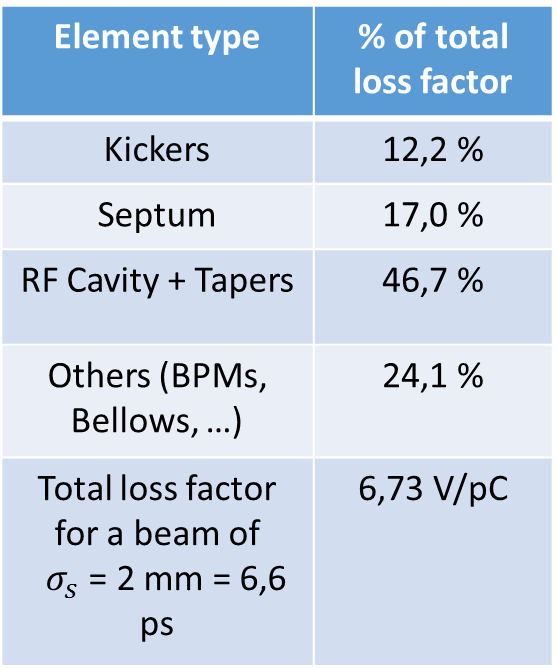 Element type
% of total
loss factor
Kickers
12,2 %
Septum
17,0 %
RF Cavity + Tapers
46,7 %
Others (BPMs,
Bellows, …)
24,1 %
Total loss factor
for a beam of
𝜎ₛ = 2 mm = 6,6
ps
6,73 V/pC